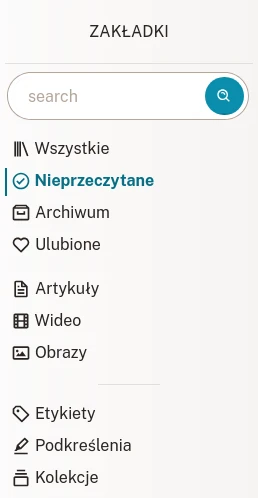 ZAKŁADKI
search
Wszystkie
Nieprzeczytane
Archiwum
Ulubione
Artykuły
Wideo
Obrazy
Etykiety
Podkreślenia
Kolekcje